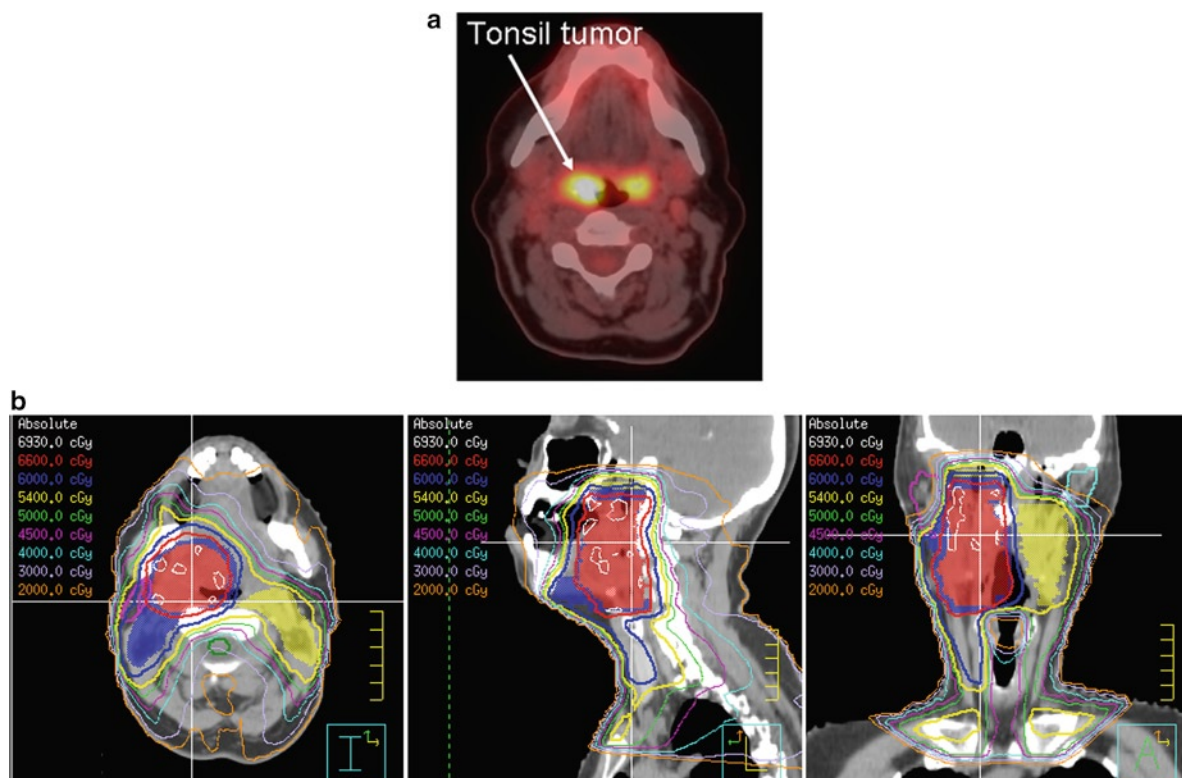 a
Tonsil tumor
b
Absolute
6930.0 cGy
6600.0 cGy
6000.0 cGy
5400.0 cGy
5000.0 cGy
4500.0 cGy
4000.0 cGy
3000.0 cGy
2000.0 cGy
I
Absolute
6930.0 cGy
6600.0 cGy
6000.0 cGy
5400.0 cGy
5000.0 cGy
4500.0 cGy
4000.0 cGy
3000.0 cGy
2000.0 cGy
L
Absolute
6930.0 cGy
6600.0 cGy
6000.0 cGy
5400.0 cGy
5000.0 cGy
4500.0 cGy
4000.0 cGy
3000.0 cGy
2000.0 cGy
A